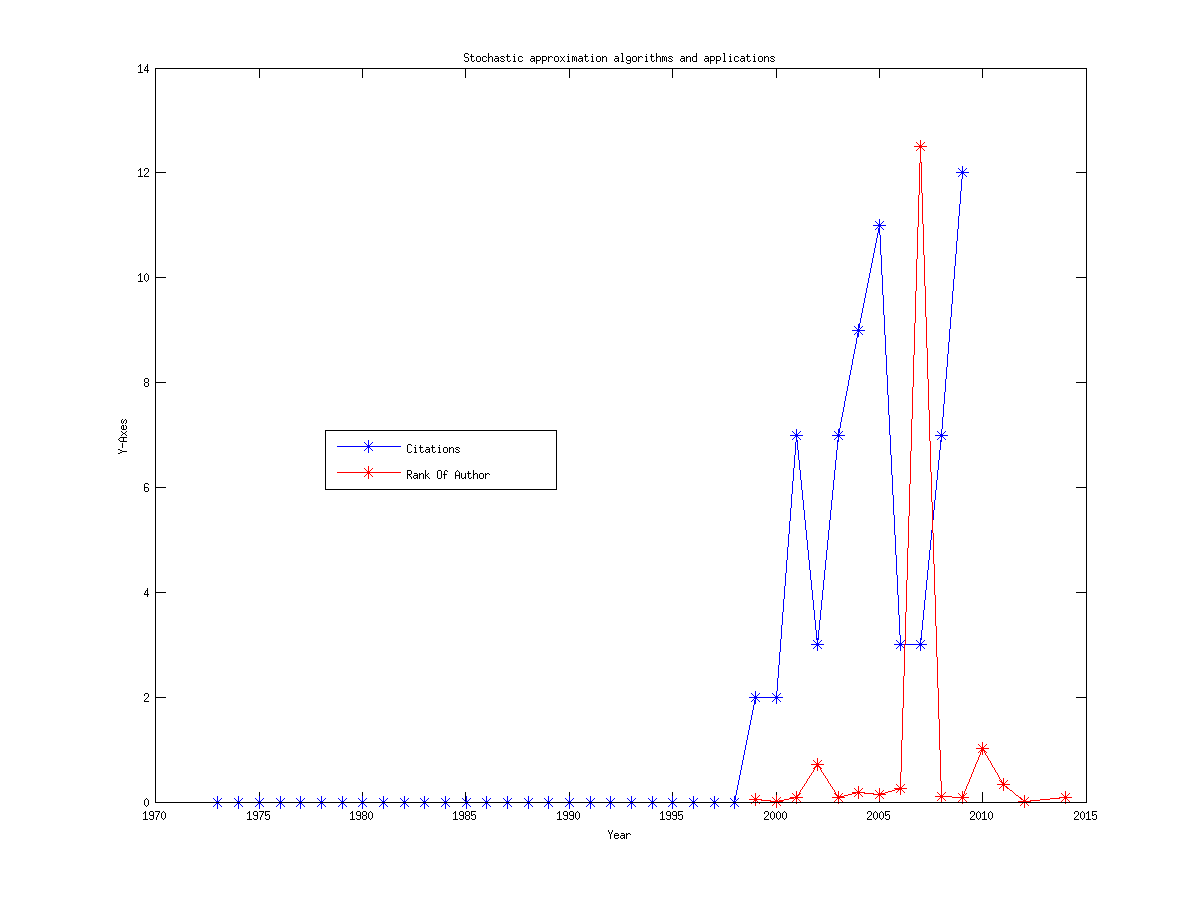 Stochastic approximation algorithms and applications
14
12
10
8
6
4
2
0
Y-Axes
Citations
Rank Of Author
1970 1975 1980 1985 1990 1995 2000 2005 2010 2015
Year